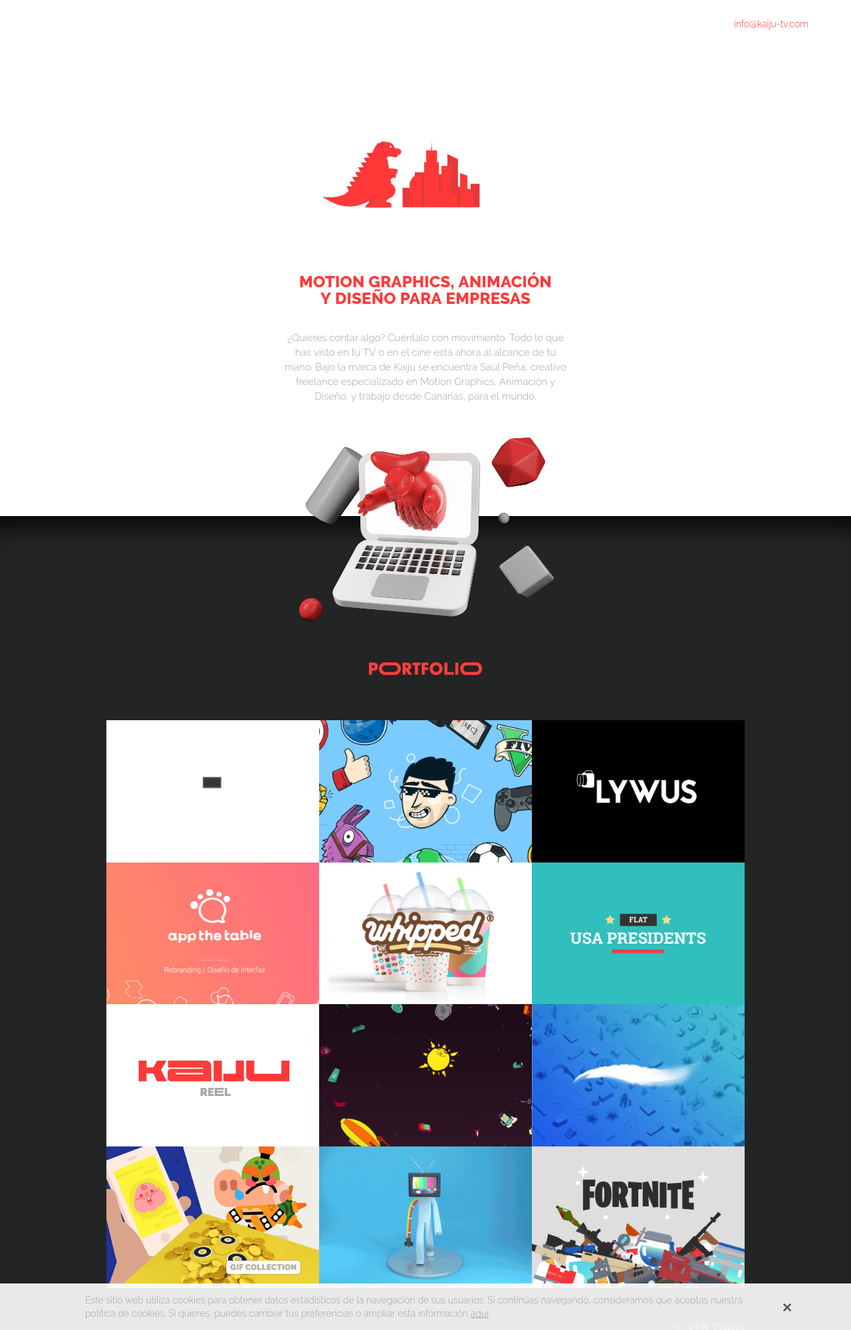 info@kaiju-tv.com
MOTION GRAPHICS, ANIMACIÓN
Y DISEÑO PARA EMPRESAS
¿Quieres contar algo? Cuéntalo con movimiento. Todo lo que
has visto en tu TV o en el cine está ahora al alcance de tu
mano. Bajo la marca de Kaiju se encuentra Saúl Peña, creativo
freelance especializado en Motion Graphics, Animación y
Diseño, y trabajo desde Canarias, para el mundo.
PORTFOLIO
REC
FIV
LYWUS
app the table
Rebranding / Diseño de interfaz
whipped®
FLAT
USA PRESIDENTS
KAIJU
REEL
GIF COLLECTION
FORTNITE
Este sitio web utiliza cookies para obtener datos estadísticos de la navegación de sus usuarios. Si continúas navegando, consideramos que aceptas nuestra
política de cookies. Si quieres, puedes cambiar tus preferencias o ampliar esta información aquí.
VER TODO